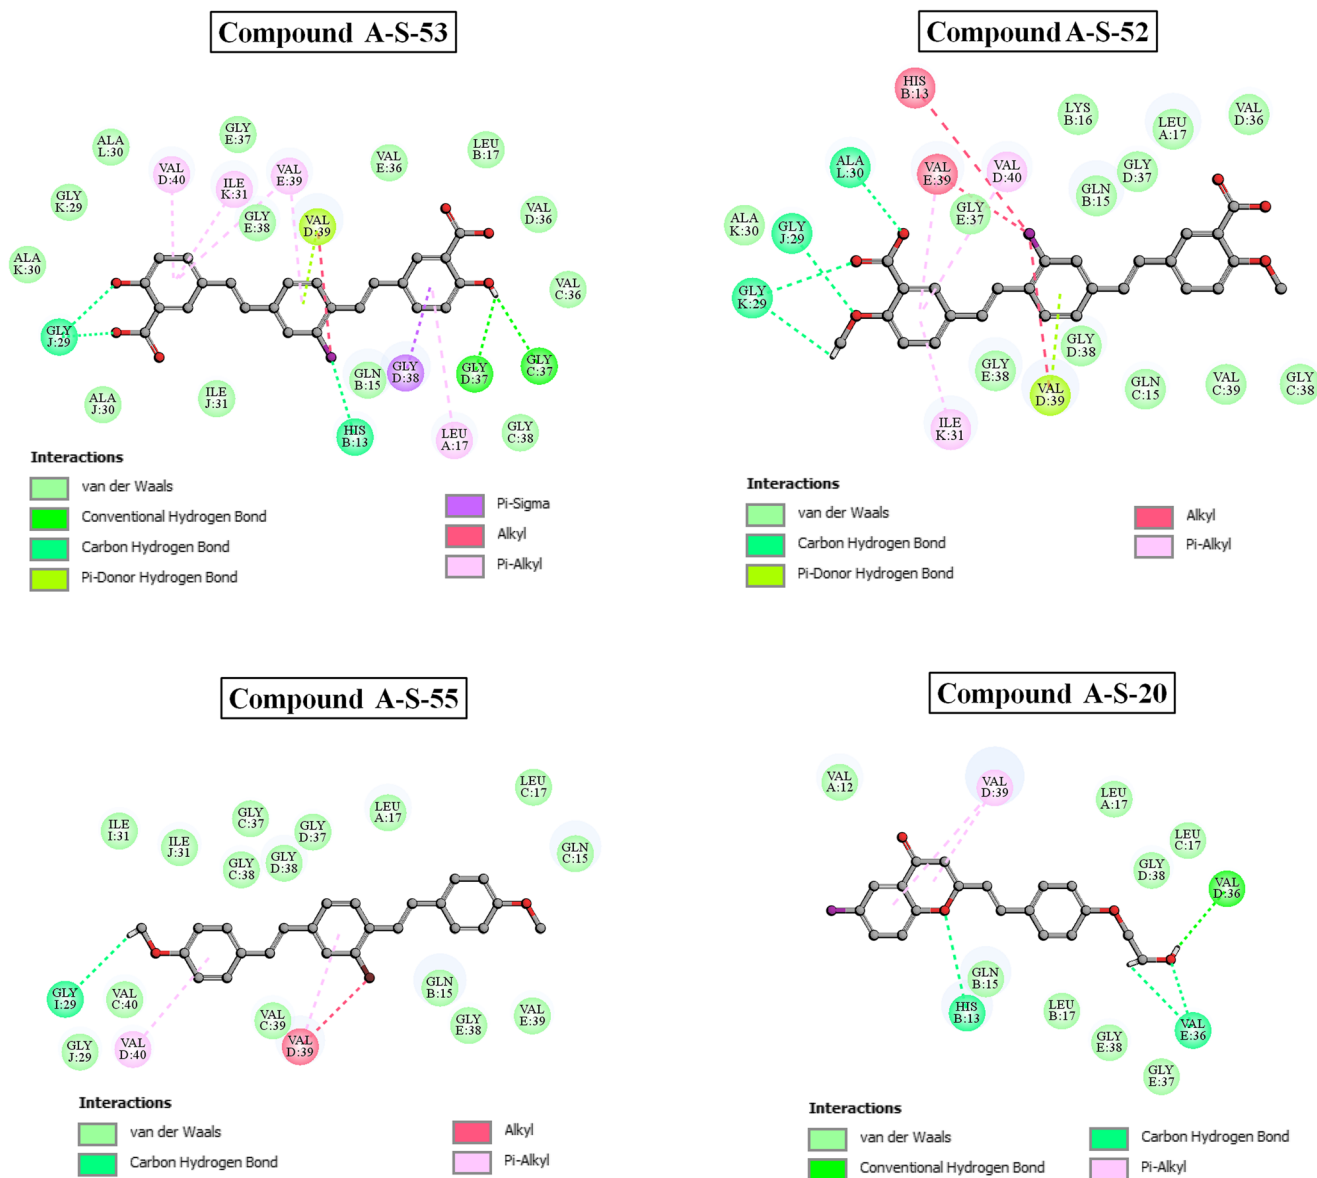 Compound A-S-53
GLY
E:37
ALA
L:30
LEU
B:17
VAL
E:36
VAL
D:40
VAL
E:39
ILE
K:31
GLY
K:29
VAL
D:36
GLY
E:38
VAL
D:39
ALA
K:30
VAL
C:36
GLY
J:29
GLN
B:15
GLY
D:38
GLY
D:37
GLY
C:37
ALA
J:30
ILE
J:31
HIS
B:13
LEU
A:17
GLY
C:38
Interactions
van der Waals
Conventional Hydrogen Bond
Carbon Hydrogen Bond
Pi-Donor Hydrogen Bond
Pi-Sigma
Alkyl
Pi-Alkyl
Compound A-S-52
HIS
B:13
LYS
B:16
LEU
A:17
VAL
D:36
ALA
L:30
VAL
E:39
VAL
D:40
GLY
D:37
GLN
B:15
ALA
K:30
GLY
J:29
GLY
E:37
GLY
K:29
GLY
E:38
GLY
D:38
VAL
D:39
GLN
C:15
VAL
C:39
GLY
C:38
ILE
K:31
Interactions
van der Waals
Carbon Hydrogen Bond
Pi-Donor Hydrogen Bond
Alkyl
Pi-Alkyl
Compound A-S-55
LEU
C:17
LEU
A:17
GLY
C:37
GLY
D:37
ILE
I:31
ILE
J:31
GLY
C:38
GLY
D:38
GLN
C:15
GLY
I:29
VAL
C:40
GLN
B:15
VAL
C:39
GLY
E:38
VAL
E:39
GLY
J:29
VAL
D:40
VAL
D:39
Interactions
van der Waals
Carbon Hydrogen Bond
Alkyl
Pi-Alkyl
Compound A-S-20
VAL
A:12
VAL
D:39
LEU
A:17
LEU
C:17
GLY
D:38
VAL
D:36
GLN
B:15
HIS
B:13
LEU
B:17
GLY
E:38
VAL
E:36
GLY
E:37
Interactions
van der Waals
Conventional Hydrogen Bond
Carbon Hydrogen Bond
Pi-Alkyl